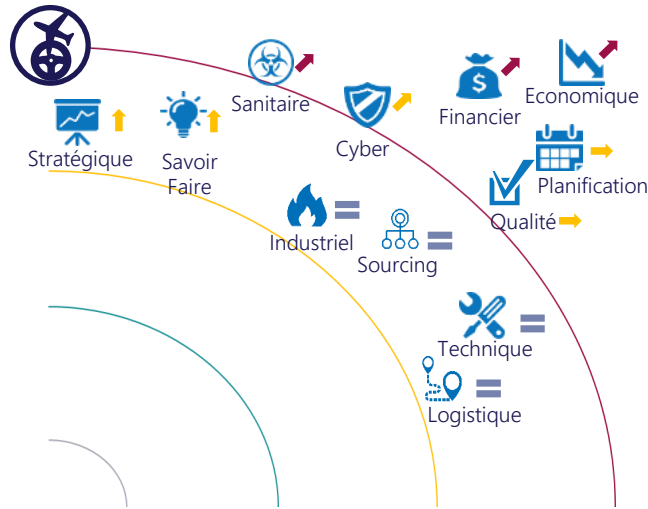 Sanitaire
Economique
Financier
Stratégique
Savoir
Faire
Cyber
Planification
Qualité
Industriel
Sourcing
Technique
Logistique